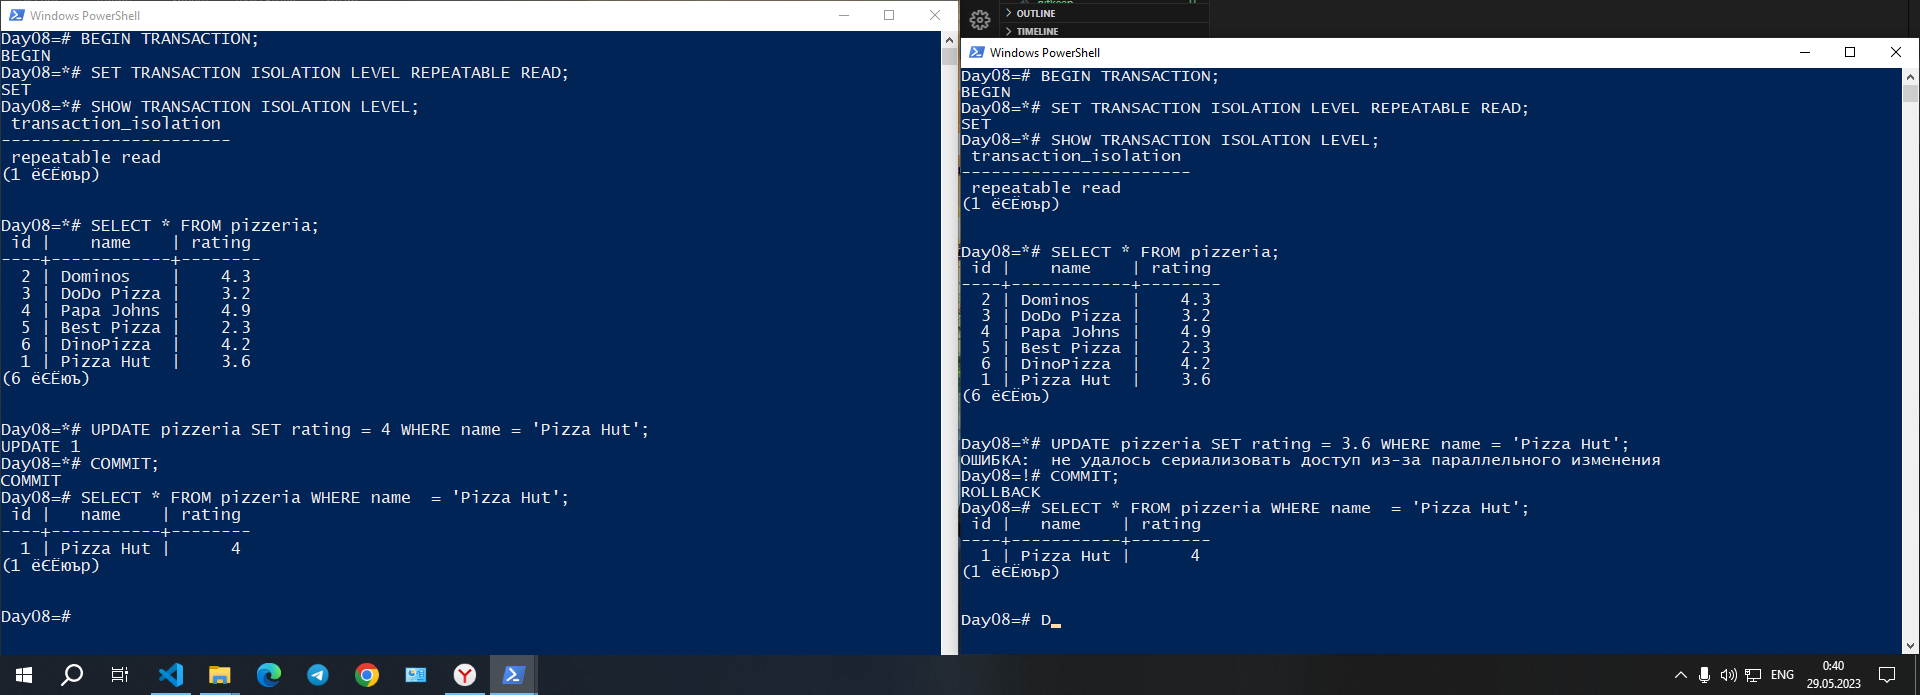 Windows PowerShell
Day08=# BEGIN TRANSACTION;
BEGIN
Day08=*# SET TRANSACTION ISOLATION LEVEL REPEATABLE READ;
SET
Day08=*# SHOW TRANSACTION ISOLATION LEVEL;
transaction_isolation
-----------------------
repeatable read
(1 ёЄЁюър)
Day08=*# SELECT * FROM pizzeria;
id |    name    | rating
----+------------+--------
2 | Dominos    |    4.3
3 | DoDo Pizza |    3.2
4 | Papa Johns |    4.9
5 | Best Pizza |    2.3
6 | DinoPizza  |    4.2
1 | Pizza Hut  |    3.6
(6 ёЄЁюъ)
Day08=*# UPDATE pizzeria SET rating = 4 WHERE name = 'Pizza Hut';
UPDATE 1
Day08=*# COMMIT;
COMMIT
Day08=# SELECT * FROM pizzeria WHERE name  = 'Pizza Hut';
id |   name    | rating
----+-----------+--------
1 | Pizza Hut |      4
(1 ёЄЁюър)
Day08=#
OUTLINE
TIMELINE
Windows PowerShell
Day08=# BEGIN TRANSACTION;
BEGIN
Day08=*# SET TRANSACTION ISOLATION LEVEL REPEATABLE READ;
SET
Day08=*# SHOW TRANSACTION ISOLATION LEVEL;
transaction_isolation
-----------------------
repeatable read
(1 ёЄЁюър)
Day08=*# SELECT * FROM pizzeria;
id |    name    | rating
----+------------+--------
2 | Dominos    |    4.3
3 | DoDo Pizza |    3.2
4 | Papa Johns |    4.9
5 | Best Pizza |    2.3
6 | DinoPizza  |    4.2
1 | Pizza Hut  |    3.6
(6 ёЄЁюъ)
Day08=*# UPDATE pizzeria SET rating = 3.6 WHERE name = 'Pizza Hut';
ОШИБКА:  не удалось сериализовать доступ из-за параллельного изменения
Day08=!# COMMIT;
ROLLBACK
Day08=# SELECT * FROM pizzeria WHERE name  = 'Pizza Hut';
id |   name    | rating
----+-----------+--------
1 | Pizza Hut |      4
(1 ёЄЁюър)
Day08=# D
ENG
0:40
29.05.2023